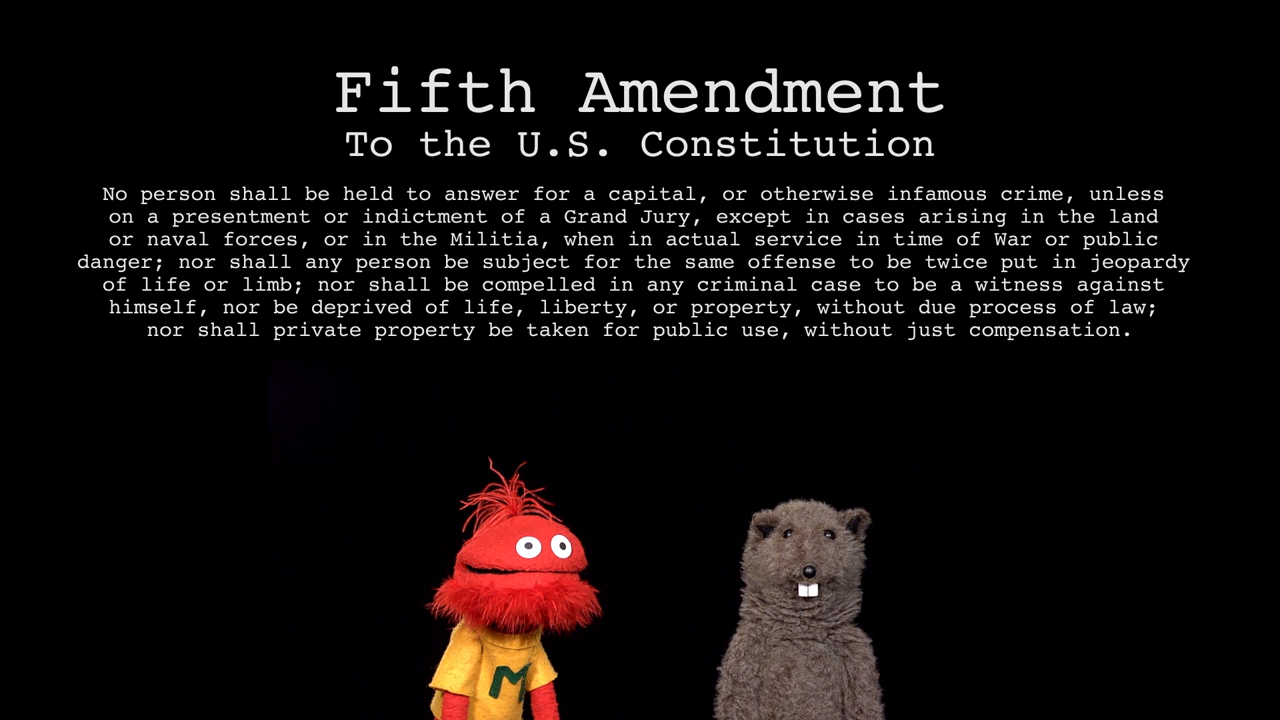 Fifth Amendment
To the U.S. Constitution
No person shall be held to answer for a capital, or otherwise infamous crime, unless
on a presentment or indictment of a Grand Jury, except in cases arising in the land
or naval forces, or in the Militia, when in actual service in time of War or public
danger; nor shall any person be subject for the same offense to be twice put in jeopardy
of life or limb; nor shall be compelled in any criminal case to be a witness against
himself, nor be deprived of life, liberty, or property, without due process of law;
nor shall private property be taken for public use, without just compensation.
M